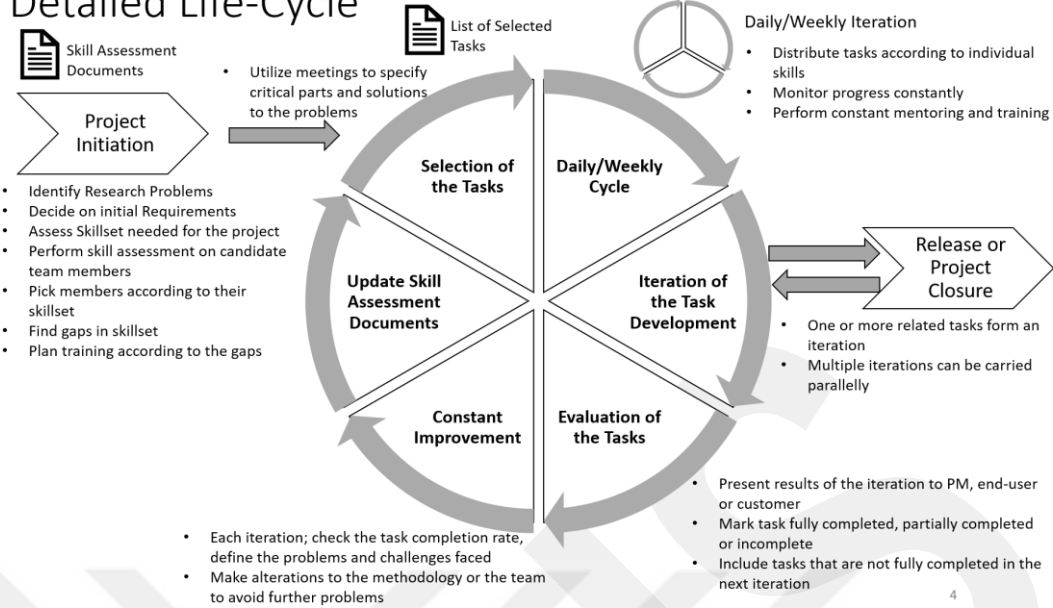 Detailed Life-Cycle
Skill Assessment
Documents
List of Selected
Tasks
Daily/Weekly Iteration
• Distribute tasks according to individual
skills
• Monitor progress constantly
• Perform constant mentoring and training
• Utilize meetings to specify
critical parts and solutions
to the problems
Project
Initiation
• Identify Research Problems
• Decide on initial Requirements
• Assess Skillset needed for the project
• Perform skill assessment on candidate
team members
• Pick members according to their
skillset
• Find gaps in skillset
• Plan training according to the gaps
Selection of
the Tasks
Daily/Weekly
Cycle
Iteration of
the Task
Development
Evaluation of
the Tasks
Constant
Improvement
Update Skill
Assessment
Documents
Release or
Project
Closure
• One or more related tasks form an
iteration
• Multiple iterations can be carried
parallelly
• Present results of the iteration to PM, end-user
or customer
• Mark task fully completed, partially completed
or incomplete
• Include tasks that are not fully completed in the
next iteration
• Each iteration; check the task completion rate,
define the problems and challenges faced
• Make alterations to the methodology or the team
to avoid further problems
4